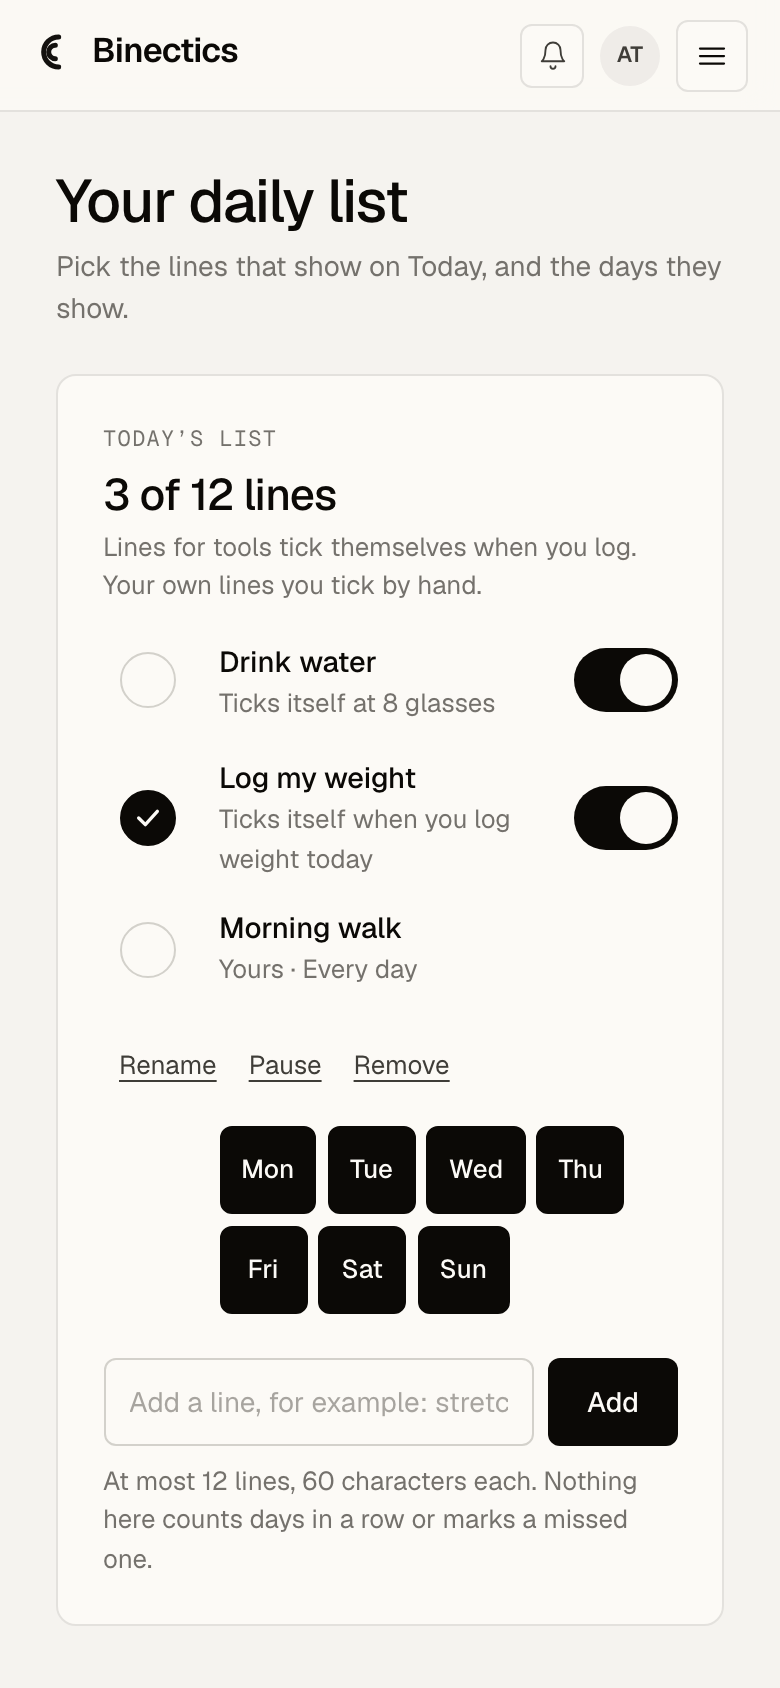 Binectics
AT
Your daily list
Pick the lines that show on Today, and the days they
show.
TODAY’S LIST
3 of 12 lines
Lines for tools tick themselves when you log.
Your own lines you tick by hand.
Drink water
Ticks itself at 8 glasses
Log my weight
Ticks itself when you log
weight today
Morning walk
Yours · Every day
Rename Pause Remove
Mon Tue Wed Thu
Fri Sat Sun
Add a line, for example: stretc
Add
At most 12 lines, 60 characters each. Nothing
here counts days in a row or marks a missed
one.